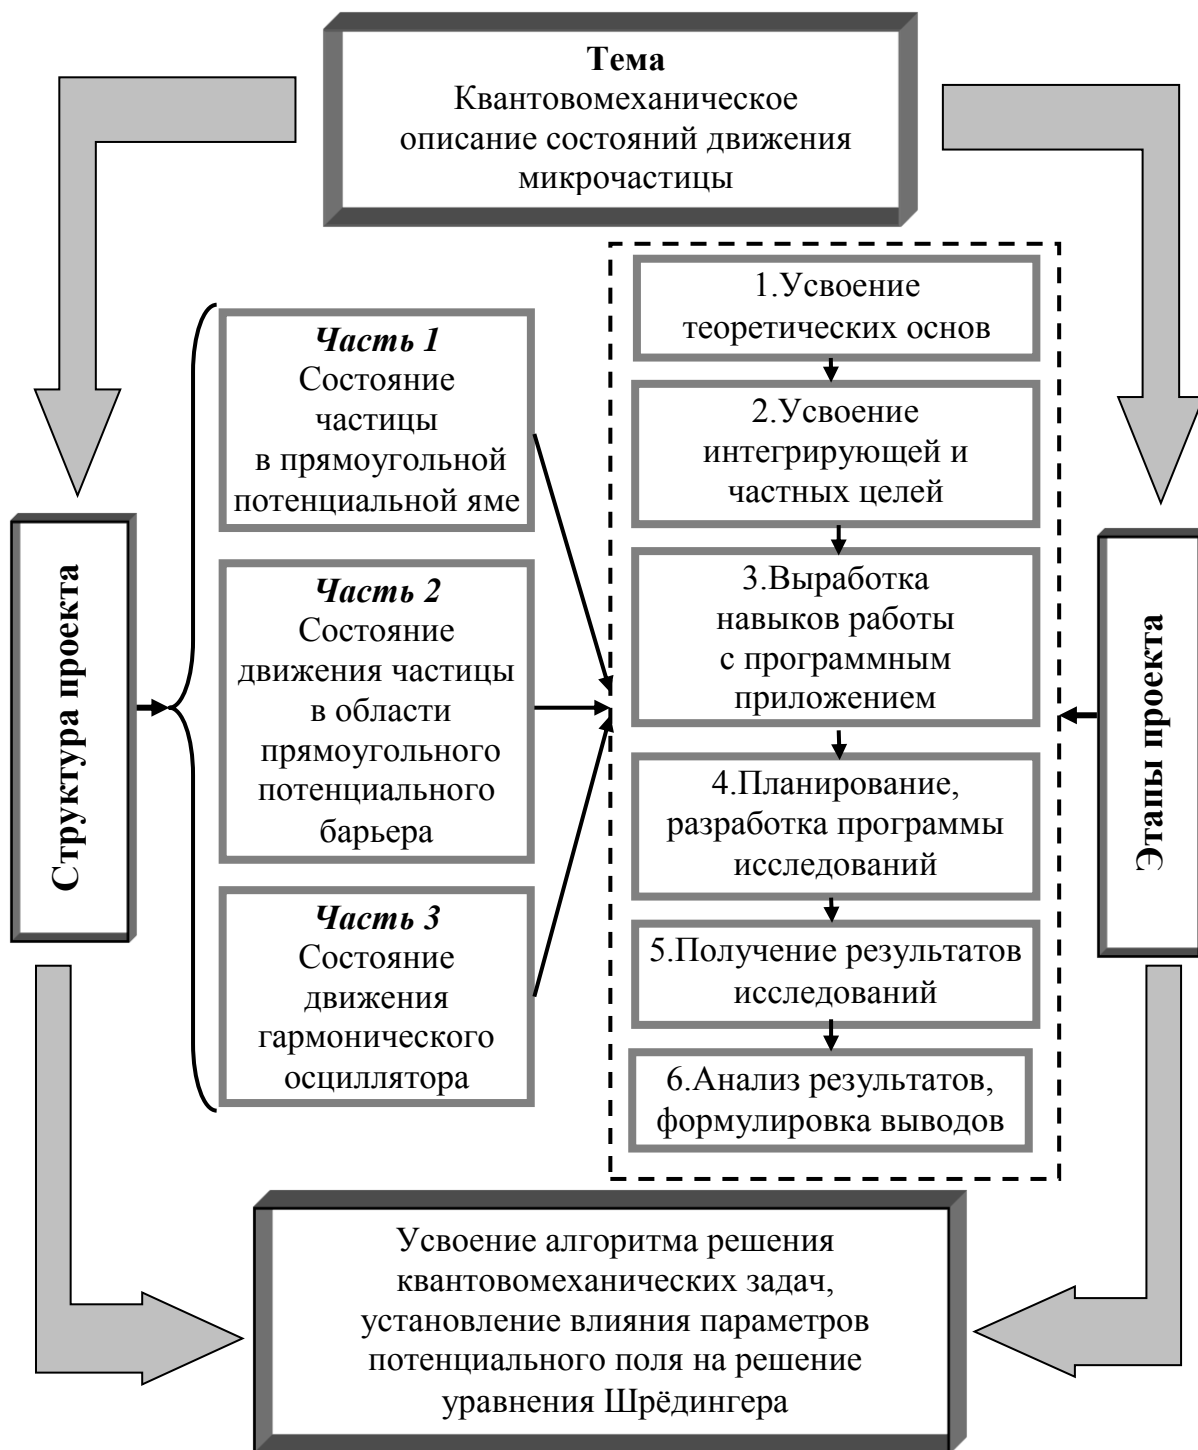 Тема
Квантовомеханическое
описание состояний движения
микрочастицы
Структура проекта
Часть 1
Состояние
частицы
в прямоугольной
потенциальной яме
Часть 2
Состояние
движения частицы
в области
прямоугольного
потенциального
барьера
Часть 3
Состояние
движения
гармонического
осциллятора
1.Усвоение
теоретических основ
2.Усвоение
интегрирующей и
частных целей
3.Выработка
навыков работы
с программным
приложением
4.Планирование,
разработка программы
исследований
5.Получение результатов
исследований
6.Анализ результатов,
формулировка выводов
Этапы проекта
Усвоение алгоритма решения
квантовомеханических задач,
установление влияния параметров
потенциального поля на решение
уравнения Шрёдингера